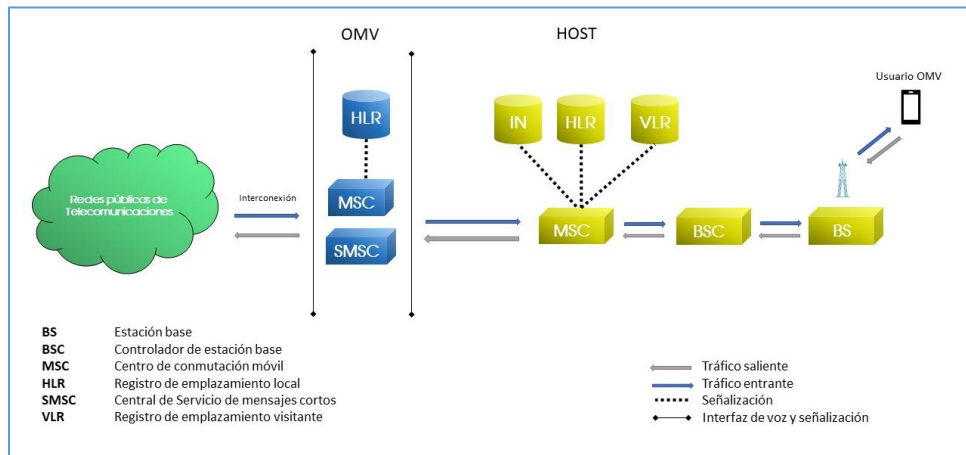 OMV
HOST
Usuario OMV
HLR
IN
HLR
VLR
Redes públicas de
Telecomunicaciones
Interconexión
MSC
SMSC
MSC
BSC
BS
BS Estación base
BSC Controlador de estación base
MSC Centro de conmutación móvil
HLR Registro de emplazamiento local
SMSC Central de Servicio de mensajes cortos
VLR Registro de emplazamiento visitante
Tráfico saliente
Tráfico entrante
Señalización
Interfaz de voz y señalización